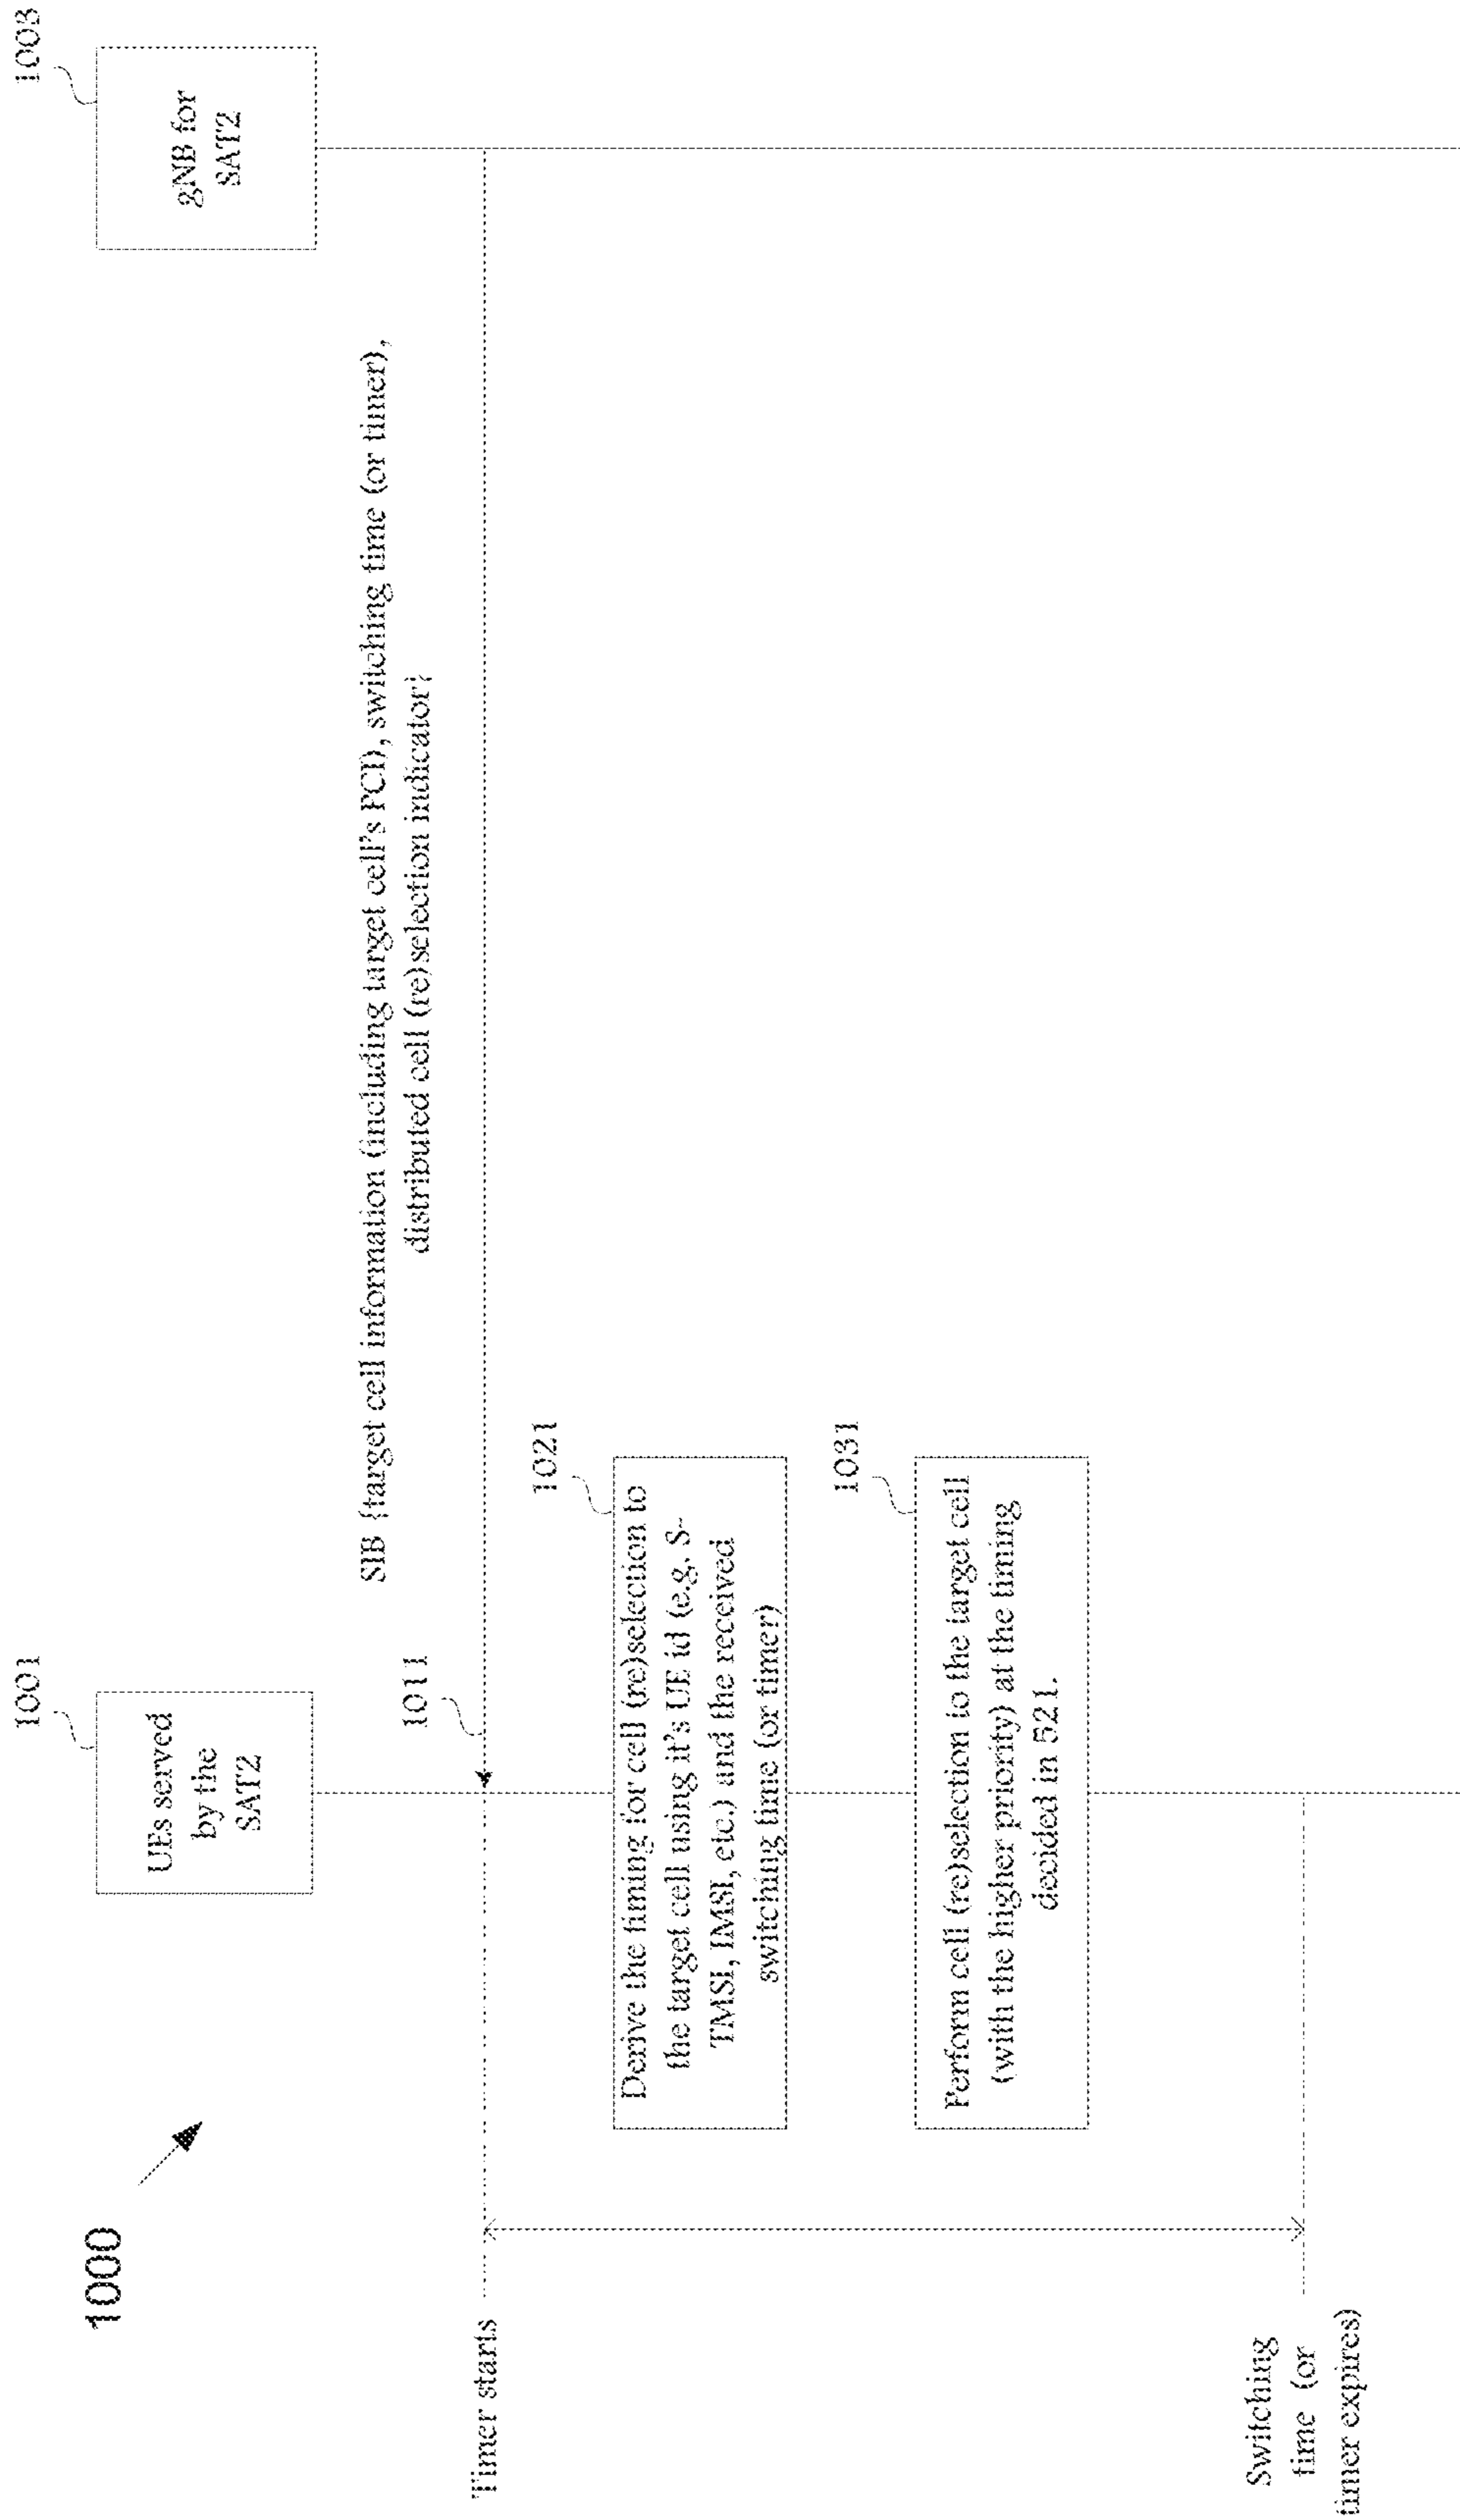 1000
1001
UEs served
by the
SAT2
1003
gNB for
SAT2
SIB {target cell information (including target cell's PCI), switching time (or timer),
distributed cell (re)selection indicator}
1011
Timer starts
1021
Derive the timing for cell (re)selection to
the target cell using it's UE id (e.g. S-
TMSI, IMSI, etc.) and the received
switching time (or timer)
1031
Perform cell (re)selection to the target cell
(with the higher priority) at the timing
decided in 521.
Switching
time (or
timer expires)